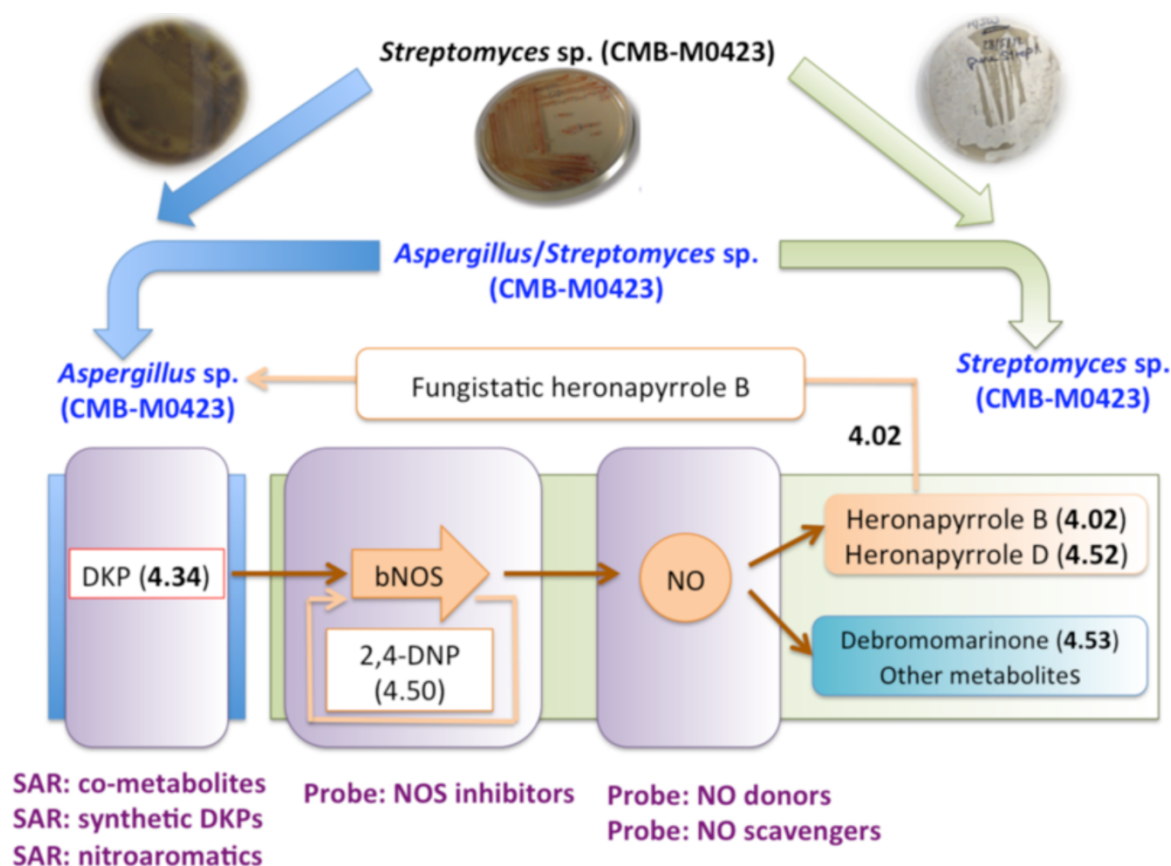 Streptomyces sp. (CMB-M0423)
Aspergillus/Streptomyces sp.
(CMB-M0423)
Aspergillus sp.
(CMB-M0423)
Fungistatic heronapyrrole B
Streptomyces sp.
(CMB-M0423)
4.02
DKP (4.34)
bNOS
2,4-DNP
(4.50)
NO
Heronapyrrole B (4.02)
Heronapyrrole D (4.52)
Debromomarinone (4.53)
Other metabolites
SAR: co-metabolites
SAR: synthetic DKPs
SAR: nitroaromatics
Probe: NOS inhibitors
Probe: NO donors
Probe: NO scavengers